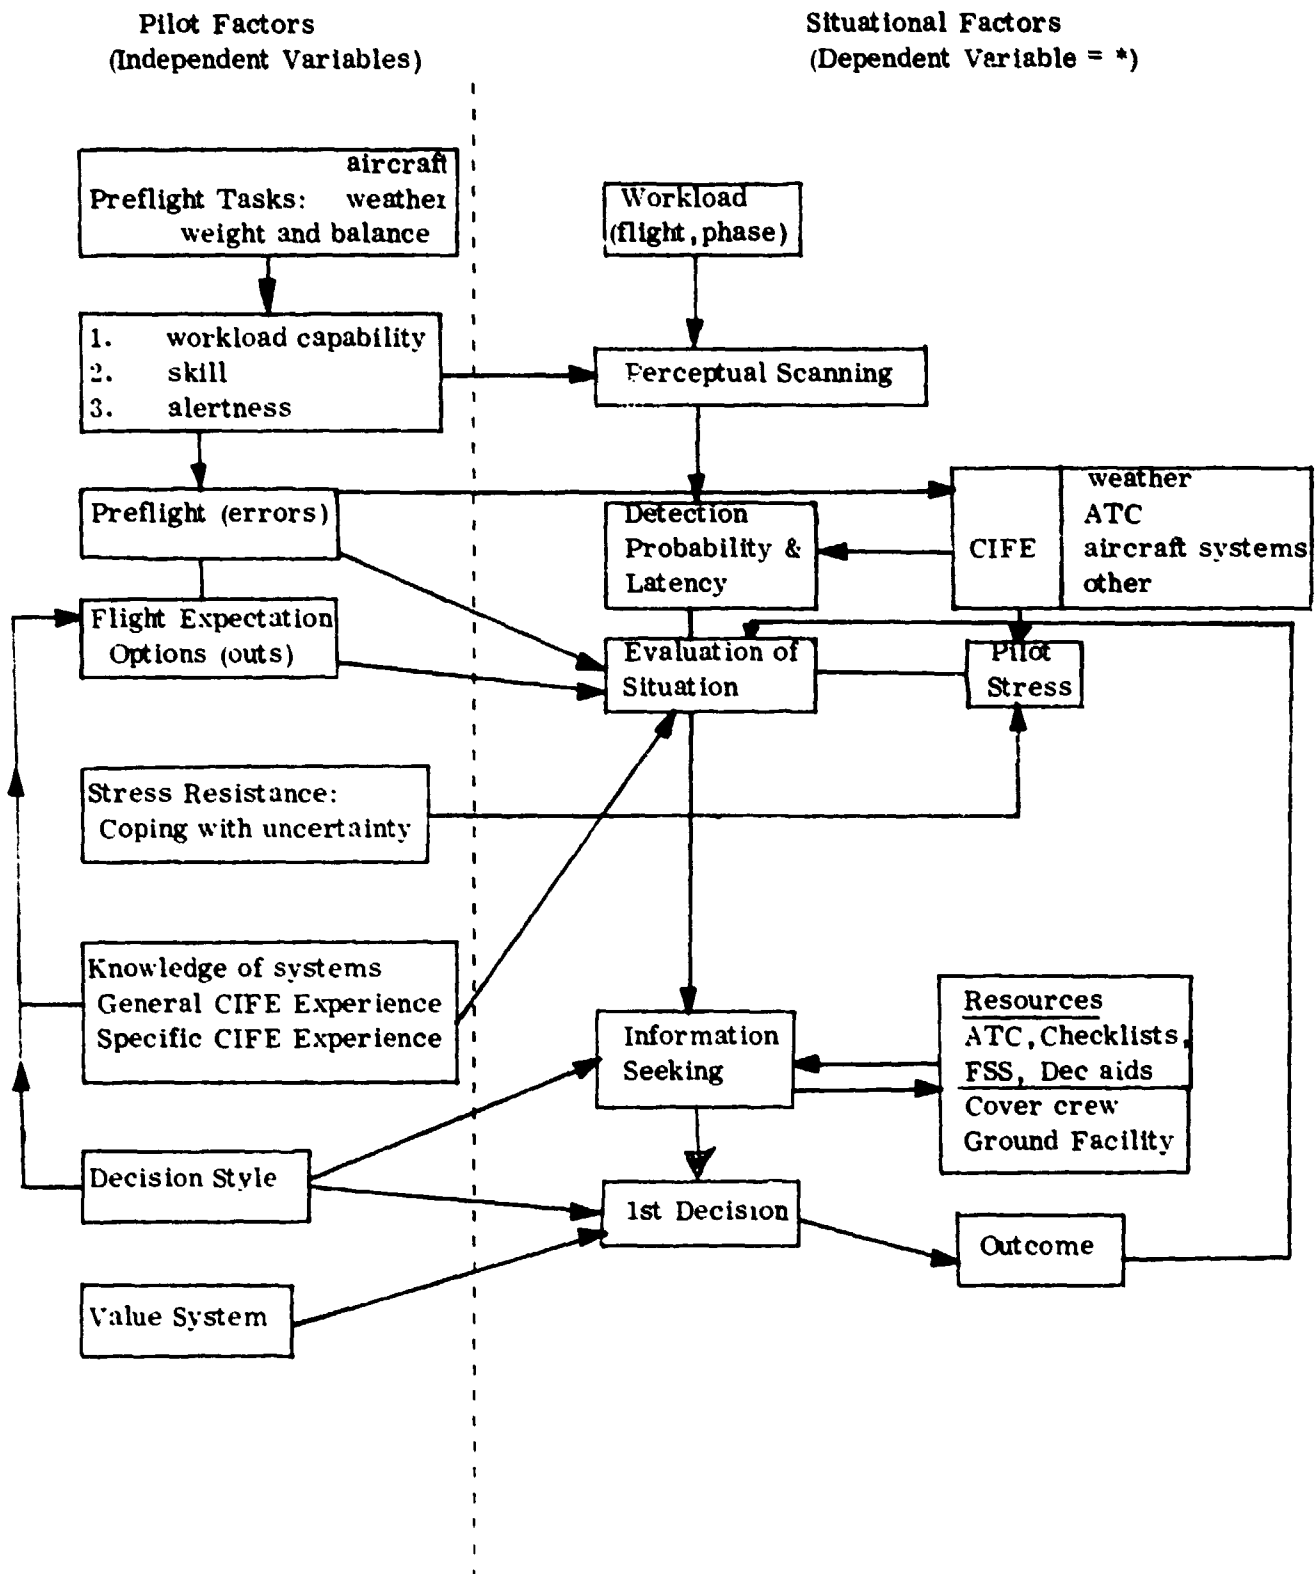 Pilot Factors
(Independent Variables)
Situational Factors
(Dependent Variable = *)
aircraft
Preflight Tasks: weather
weight and balance
Workload
(flight, phase)
1. workload capability
2. skill
3. alertness
Perceptual Scanning
Preflight (errors)
Detection
Probability &
Latency
CIFE
weather
ATC
aircraft systems
other
Flight Expectation
Options (outs)
Evaluation of
Situation
Pilot
Stress
Stress Resistance:
Coping with uncertainty
Knowledge of systems
General CIFE Experience
Specific CIFE Experience
Information
Seeking
Resources
ATC, Checklists,
FSS, Dec aids
Cover crew
Ground Facility
Decision Style
1st Decision
Outcome
Value System